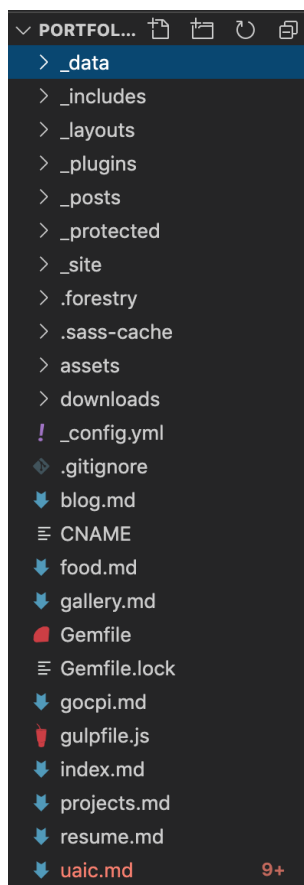 PORTFOL...
_data
_includes
_layouts
_plugins
_posts
_protected
_site
.forestry
.sass-cache
assets
downloads
! _config.yml
.gitignore
blog.md
CNAME
food.md
gallery.md
Gemfile
Gemfile.lock
gocpi.md
gulpfile.js
index.md
projects.md
resume.md
uaic.md 9+